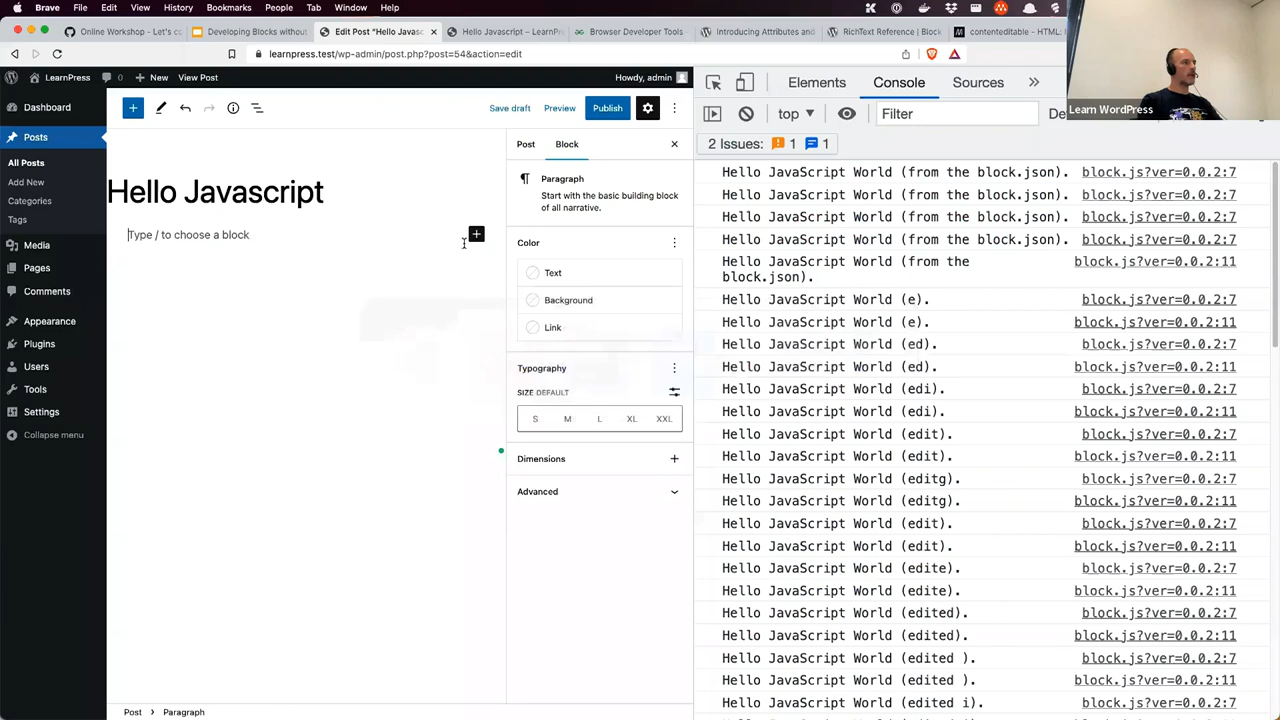 Brave File Edit View History Bookmarks People Tab Window Help
Online Workshop - Let's co
Developing Blocks without
Edit Post "Hello Javasc
Hello Javascript – LearnPre
Browser Developer Tools -
Introducing Attributes and
RichText Reference | Block
contenteditable - HTML:
learnpress.test/wp-admin/post.php?post=54&action=edit
LearnPress 0 New View Post
Howdy, admin
Dashboard
Posts
All Posts
Add New
Categories
Tags
Media
Pages
Comments
Appearance
Plugins
Users
Tools
Settings
Collapse menu
Save draft Preview Publish
Hello Javascript
Type / to choose a block
Post Block
Paragraph
Start with the basic building block
of all narrative.
Color
Text
Background
Link
Typography
SIZE DEFAULT
S M L XL XXL
Dimensions
Advanced
Post > Paragraph
Elements Console Sources
top Filter De
2 Issues: 1 1
Hello JavaScript World (from the block.json). block.js?ver=0.0.2:7
Hello JavaScript World (from the block.json). block.js?ver=0.0.2:7
Hello JavaScript World (from the block.json). block.js?ver=0.0.2:7
Hello JavaScript World (from the block.json). block.js?ver=0.0.2:7
Hello JavaScript World (from the block.js?ver=0.0.2:11
block.json).
Hello JavaScript World (e). block.js?ver=0.0.2:7
Hello JavaScript World (e). block.js?ver=0.0.2:11
Hello JavaScript World (ed). block.js?ver=0.0.2:7
Hello JavaScript World (ed). block.js?ver=0.0.2:11
Hello JavaScript World (edi). block.js?ver=0.0.2:7
Hello JavaScript World (edi). block.js?ver=0.0.2:11
Hello JavaScript World (edit). block.js?ver=0.0.2:7
Hello JavaScript World (edit). block.js?ver=0.0.2:11
Hello JavaScript World (editg). block.js?ver=0.0.2:7
Hello JavaScript World (editg). block.js?ver=0.0.2:11
Hello JavaScript World (edit). block.js?ver=0.0.2:7
Hello JavaScript World (edit). block.js?ver=0.0.2:11
Hello JavaScript World (edite). block.js?ver=0.0.2:7
Hello JavaScript World (edite). block.js?ver=0.0.2:11
Hello JavaScript World (edited). block.js?ver=0.0.2:7
Hello JavaScript World (edited). block.js?ver=0.0.2:11
Hello JavaScript World (edited ). block.js?ver=0.0.2:7
Hello JavaScript World (edited ). block.js?ver=0.0.2:11
Hello JavaScript World (edited i). block.js?ver=0.0.2:7
Learn WordPress